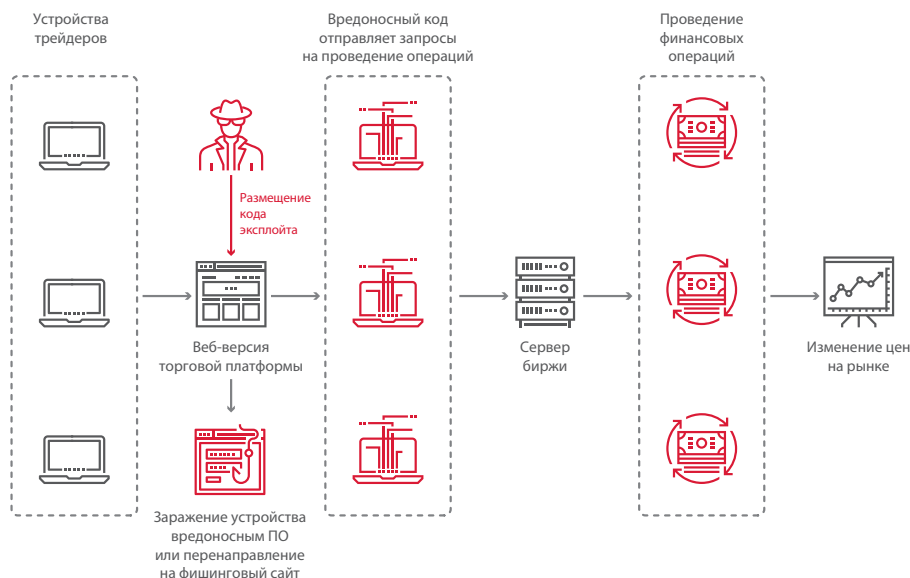 Устройства
трейдеров
Вредоносный код
отправляет запросы
на проведение операций
Проведение
финансовых
операций
Размещение
кода
эксплойта
Веб-версия
торговой платформы
Сервер
биржи
Изменение цен
на рынке
Заражение устройства
вредоносным ПО
или перенаправление
на фишинговый сайт